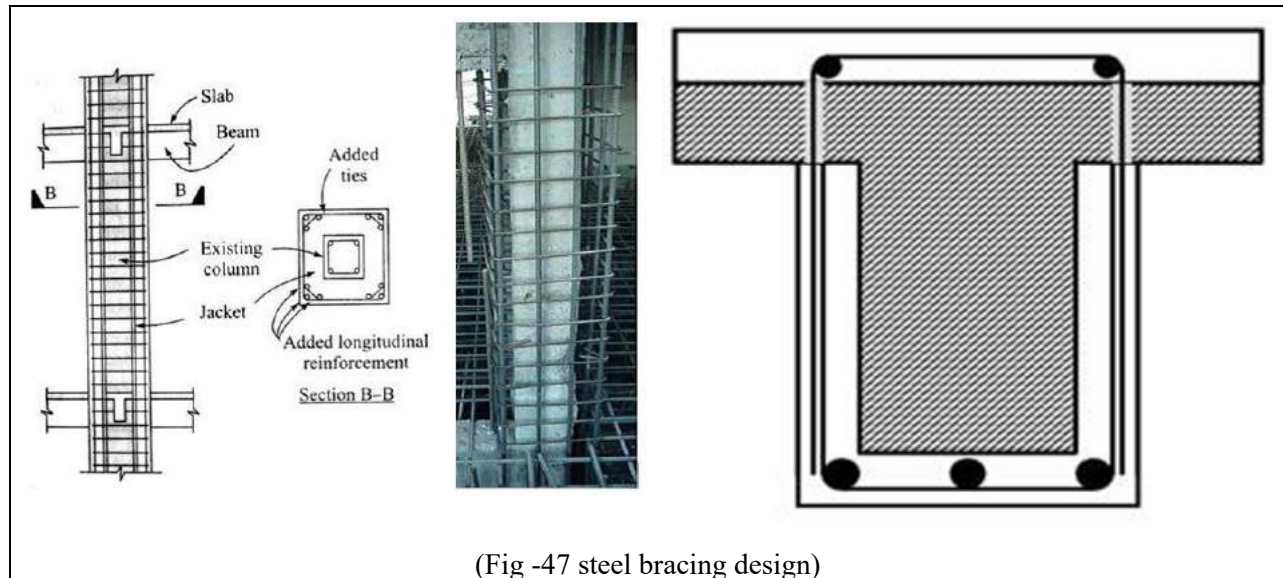 Slab
Beam
Added
ties
B
B
Existing
column
Jacket
Added longitudinal
reinforcement
Section B–B
(Fig -47 steel bracing design)